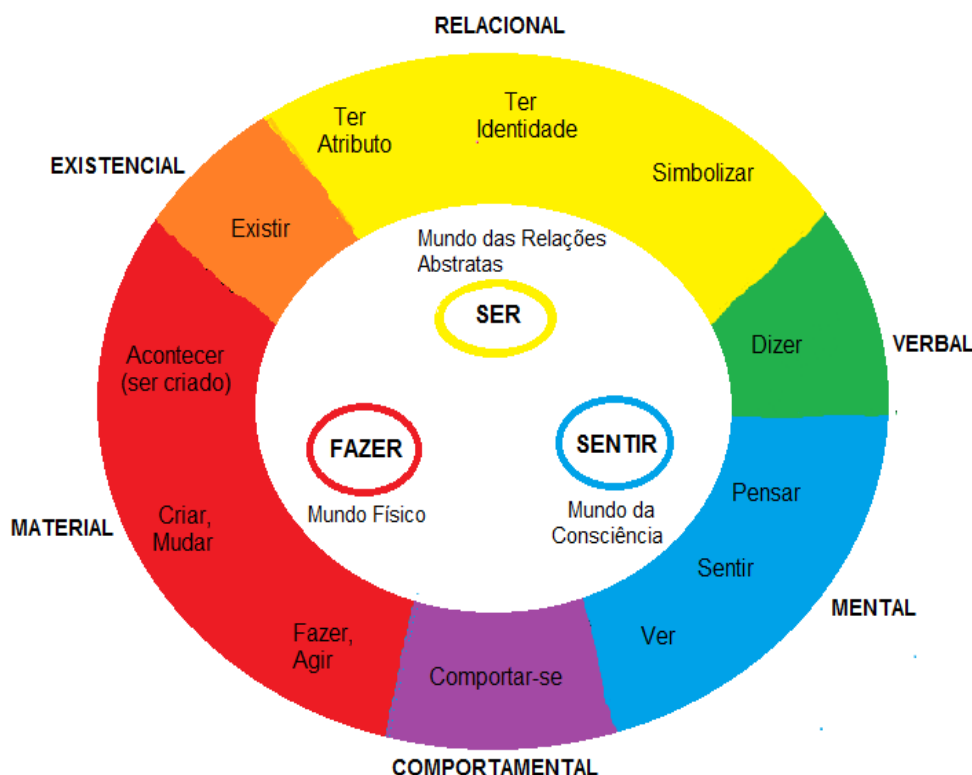 RELACIONAL
Ter
Atributo
Ter
Identidade
Simbolizar
EXISTENCIAL
Existir
Mundo das Relações
Abstratas
SER
Dizer
VERBAL
Acontecer
(ser criado)
FAZER
Mundo Físico
SENTIR
Mundo da
Consciência
Pensar
MATERIAL
Criar,
Mudar
Sentir
MENTAL
Fazer,
Agir
Ver
Comportar-se
COMPORTAMENTAL